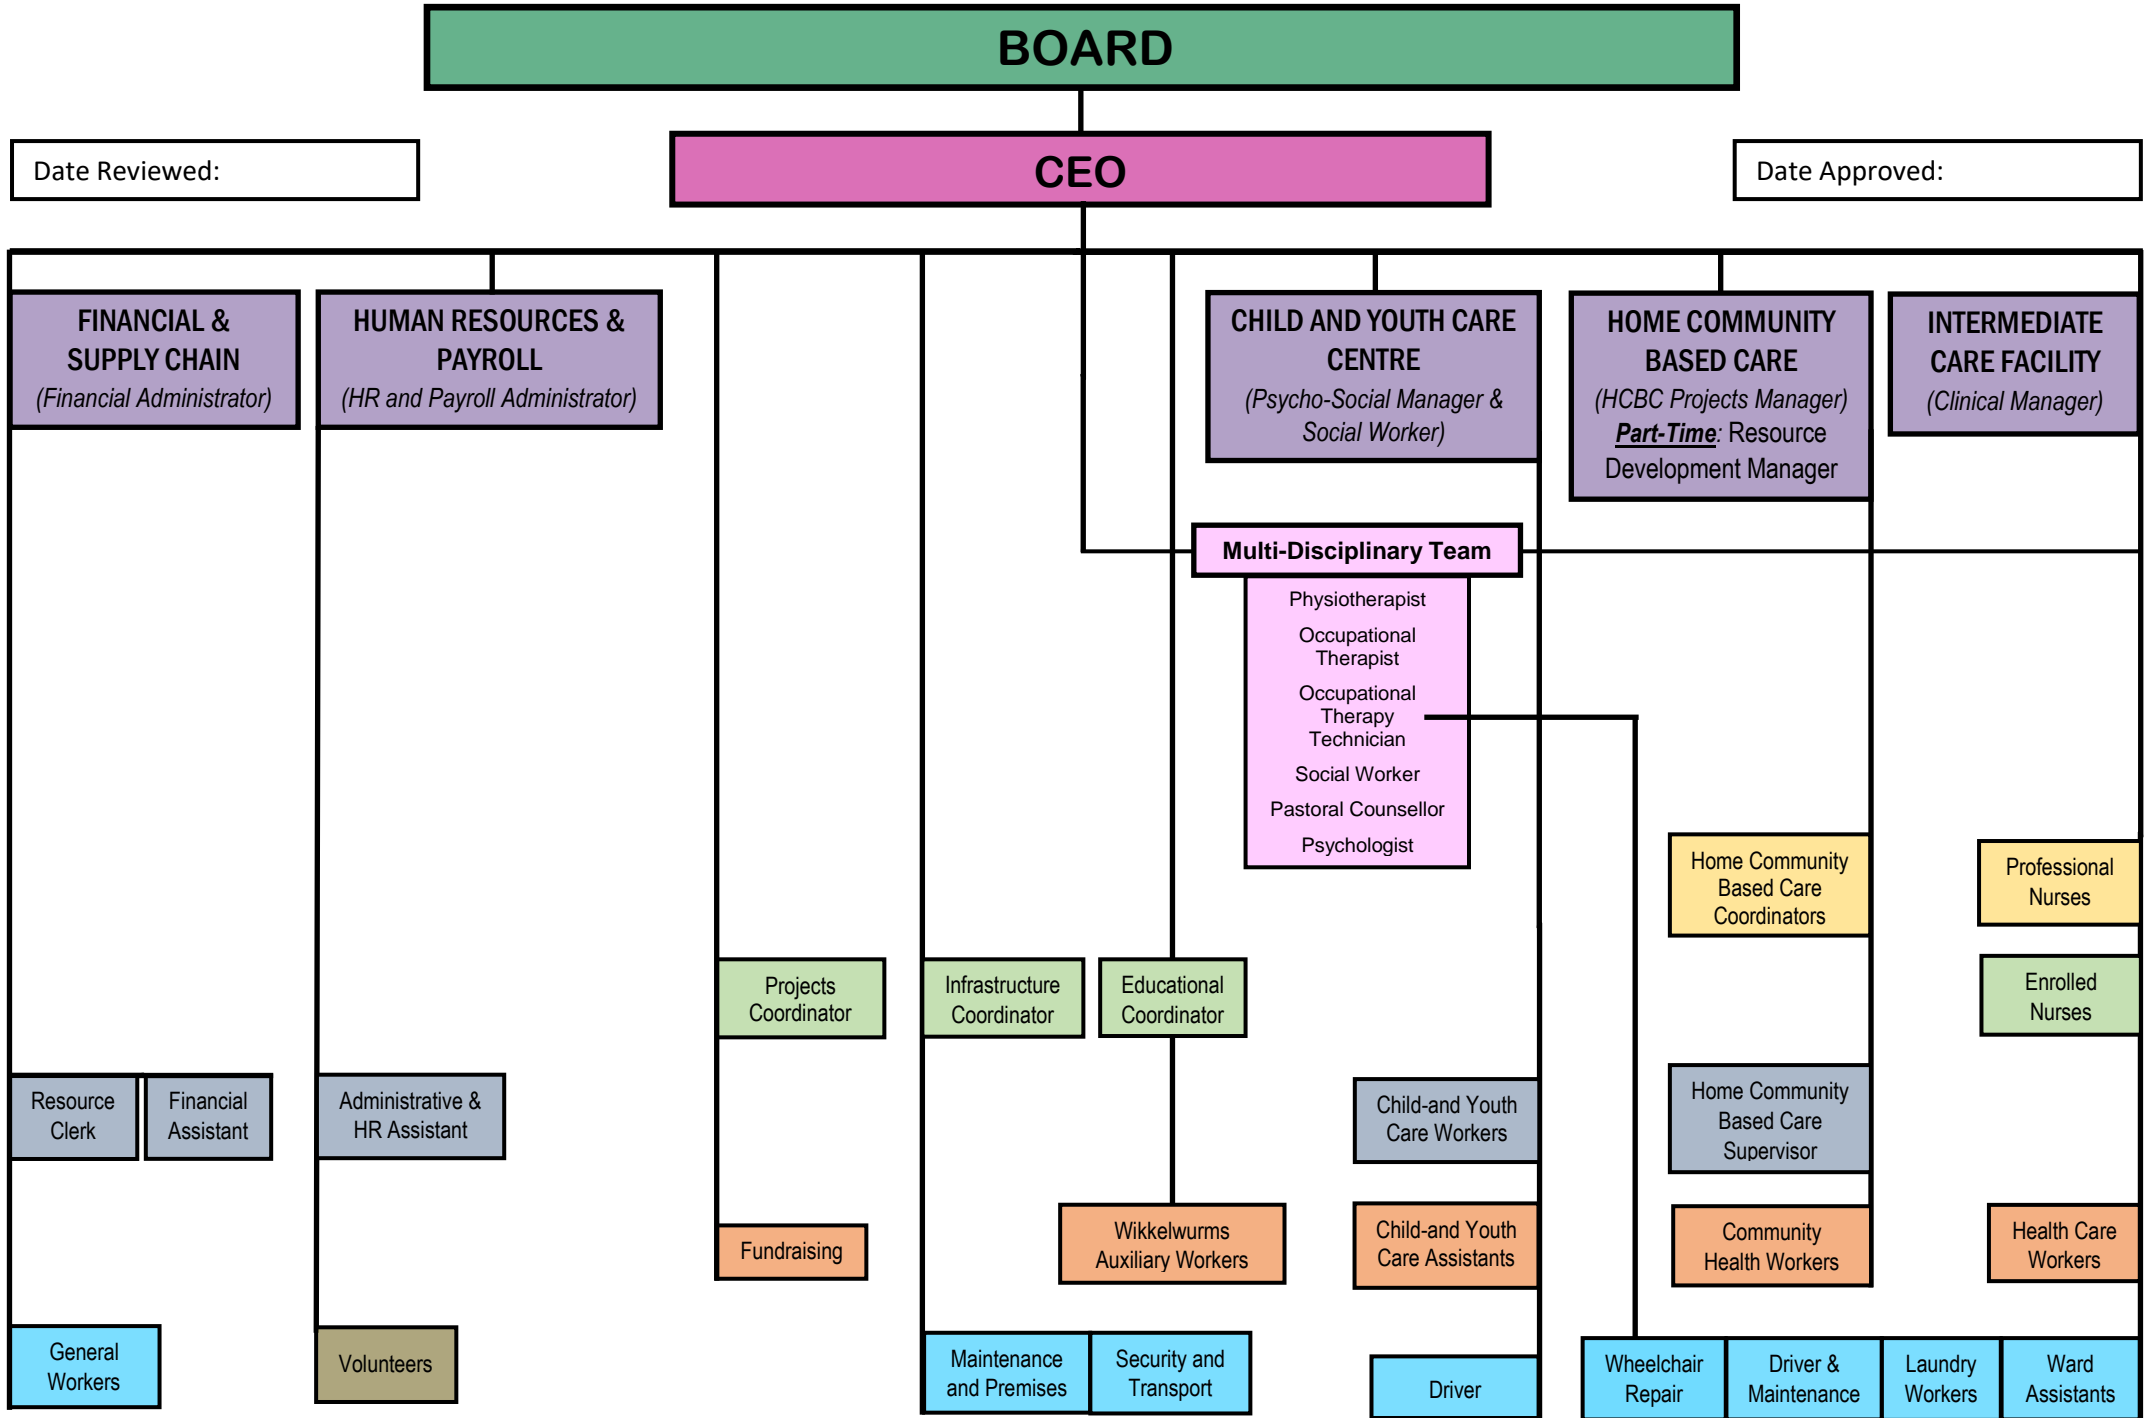 BOARD
Date Reviewed:
CEO
Date Approved:
FINANCIAL &
SUPPLY CHAIN
(Financial Administrator)
HUMAN RESOURCES &
PAYROLL
(HR and Payroll Administrator)
CHILD AND YOUTH CARE
CENTRE
(Psycho-Social Manager &
Social Worker)
HOME COMMUNITY
BASED CARE
(HCBC Projects Manager)
Part-Time: Resource
Development Manager
INTERMEDIATE
CARE FACILITY
(Clinical Manager)
Multi-Disciplinary Team
Physiotherapist
Occupational
Therapist
Occupational
Therapy
Technician
Social Worker
Pastoral Counsellor
Psychologist
Home Community
Based Care
Coordinators
Professional
Nurses
Projects
Coordinator
Infrastructure
Coordinator
Educational
Coordinator
Enrolled
Nurses
Resource
Clerk
Financial
Assistant
Administrative &
HR Assistant
Child-and Youth
Care Workers
Home Community
Based Care
Supervisor
Fundraising
Wikkelwurms
Auxiliary Workers
Child-and Youth
Care Assistants
Community
Health Workers
Health Care
Workers
General
Workers
Volunteers
Maintenance
and Premises
Security and
Transport
Driver
Wheelchair
Repair
Driver &
Maintenance
Laundry
Workers
Ward
Assistants